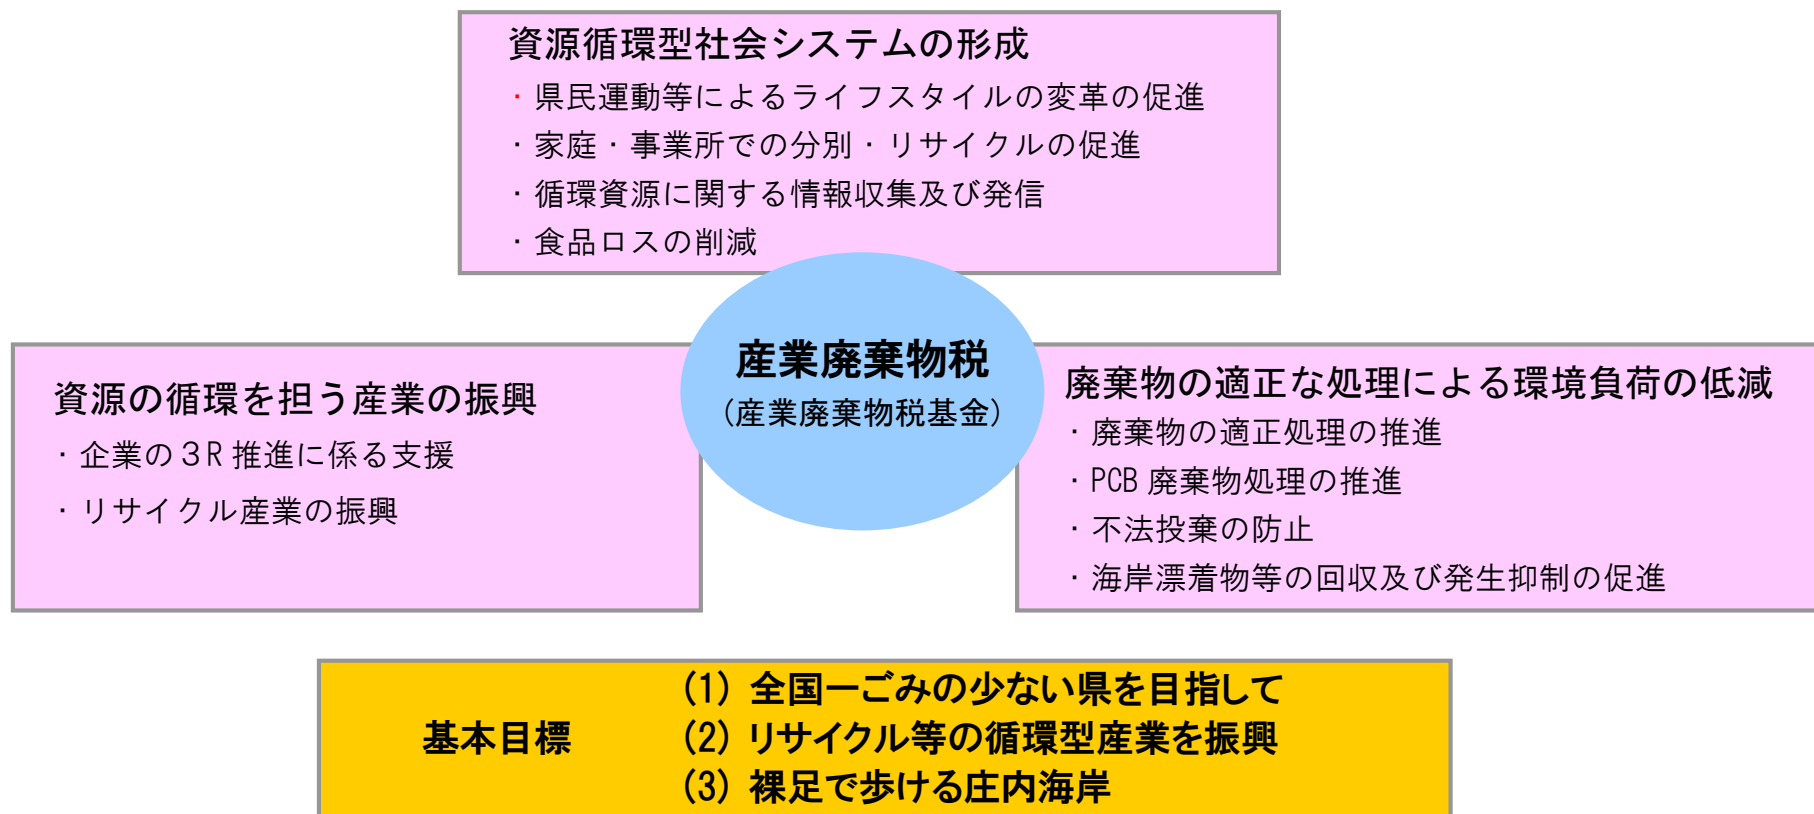 資源循環型社会システムの形成
・県民運動等によるライフスタイルの変革の促進
・家庭・事業所での分別・リサイクルの促進
・循環資源に関する情報収集及び発信
・食品ロスの削減
産業廃棄物税
(産業廃棄物税基金)
資源の循環を担う産業の振興
・企業の３R推進に係る支援
・リサイクル産業の振興
廃棄物の適正な処理による環境負荷の低減
・廃棄物の適正処理の推進
・PCB廃棄物処理の推進
・不法投棄の防止
・海岸漂着物等の回収及び発生抑制の促進
基本目標
(1) 全国一ごみの少ない県を目指して
(2) リサイクル等の循環型産業を振興
(3) 裸足で歩ける庄内海岸